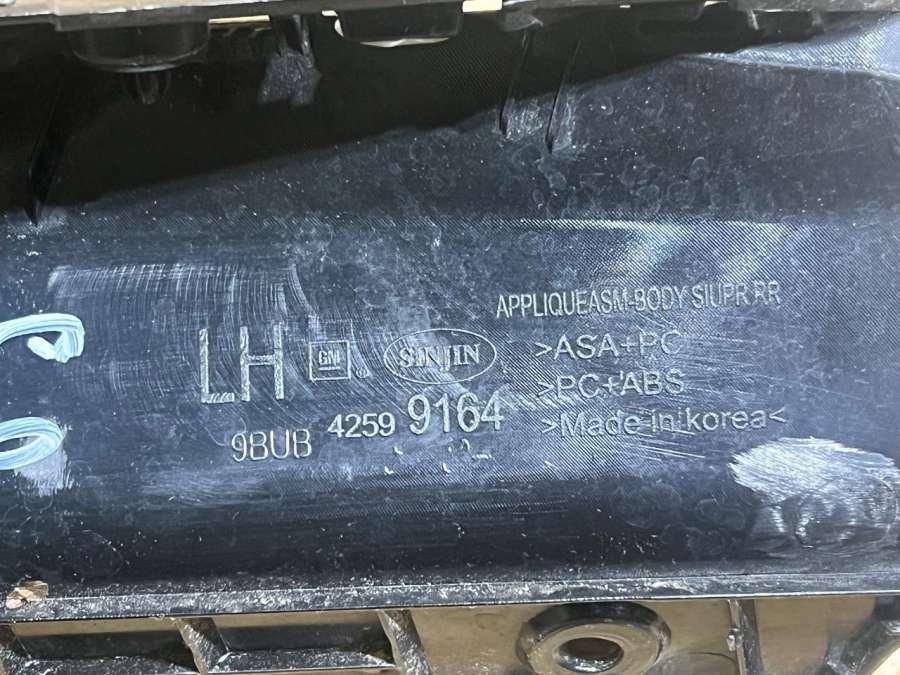 APPLIQUEASM-BODY SIUPR RR
LH GM SINJIN >ASA+PC
>PC+ABS
9BUB 4259 9164 >Made in korea<